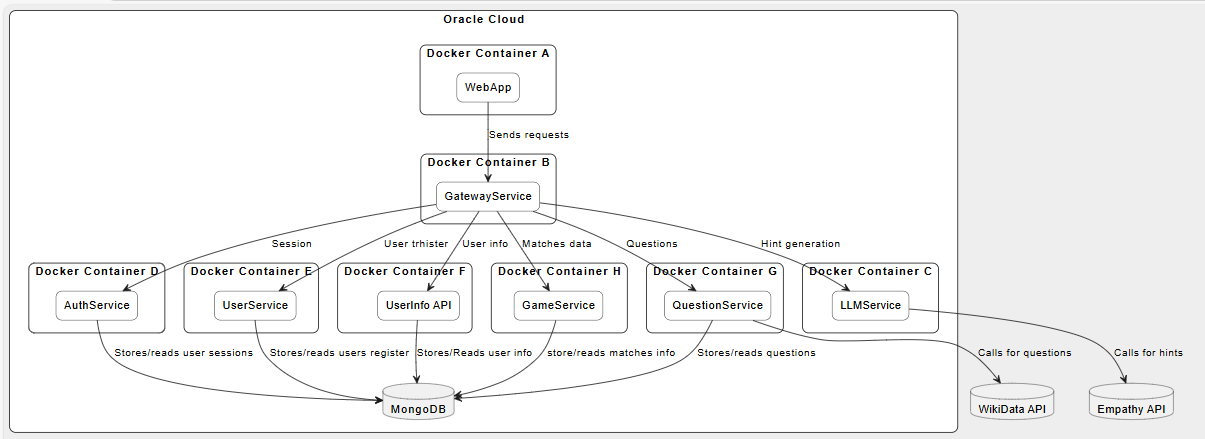 Oracle Cloud
Docker Container A
WebApp
Sends requests
Docker Container B
GatewayService
Session
User trhister
User info
Matches data
Questions
Hint generation
Docker Container D
Docker Container E
Docker Container F
Docker Container H
Docker Container G
Docker Container C
AuthService
UserService
UserInfo API
GameService
QuestionService
LLMService
Stores/reads user sessions
Stores/reads users register
Stores/Reads user info
store/reads matches info
Stores/reads questions
Calls for questions
Calls for hints
MongoDB
WikiData API
Empathy API